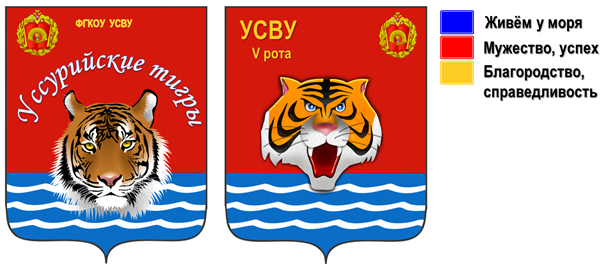 ФГКОУ УСВУ
Уссурийские тигры
УСВУ
V рота
Живём у моря
Мужество, успех
Благородство,
справедливость